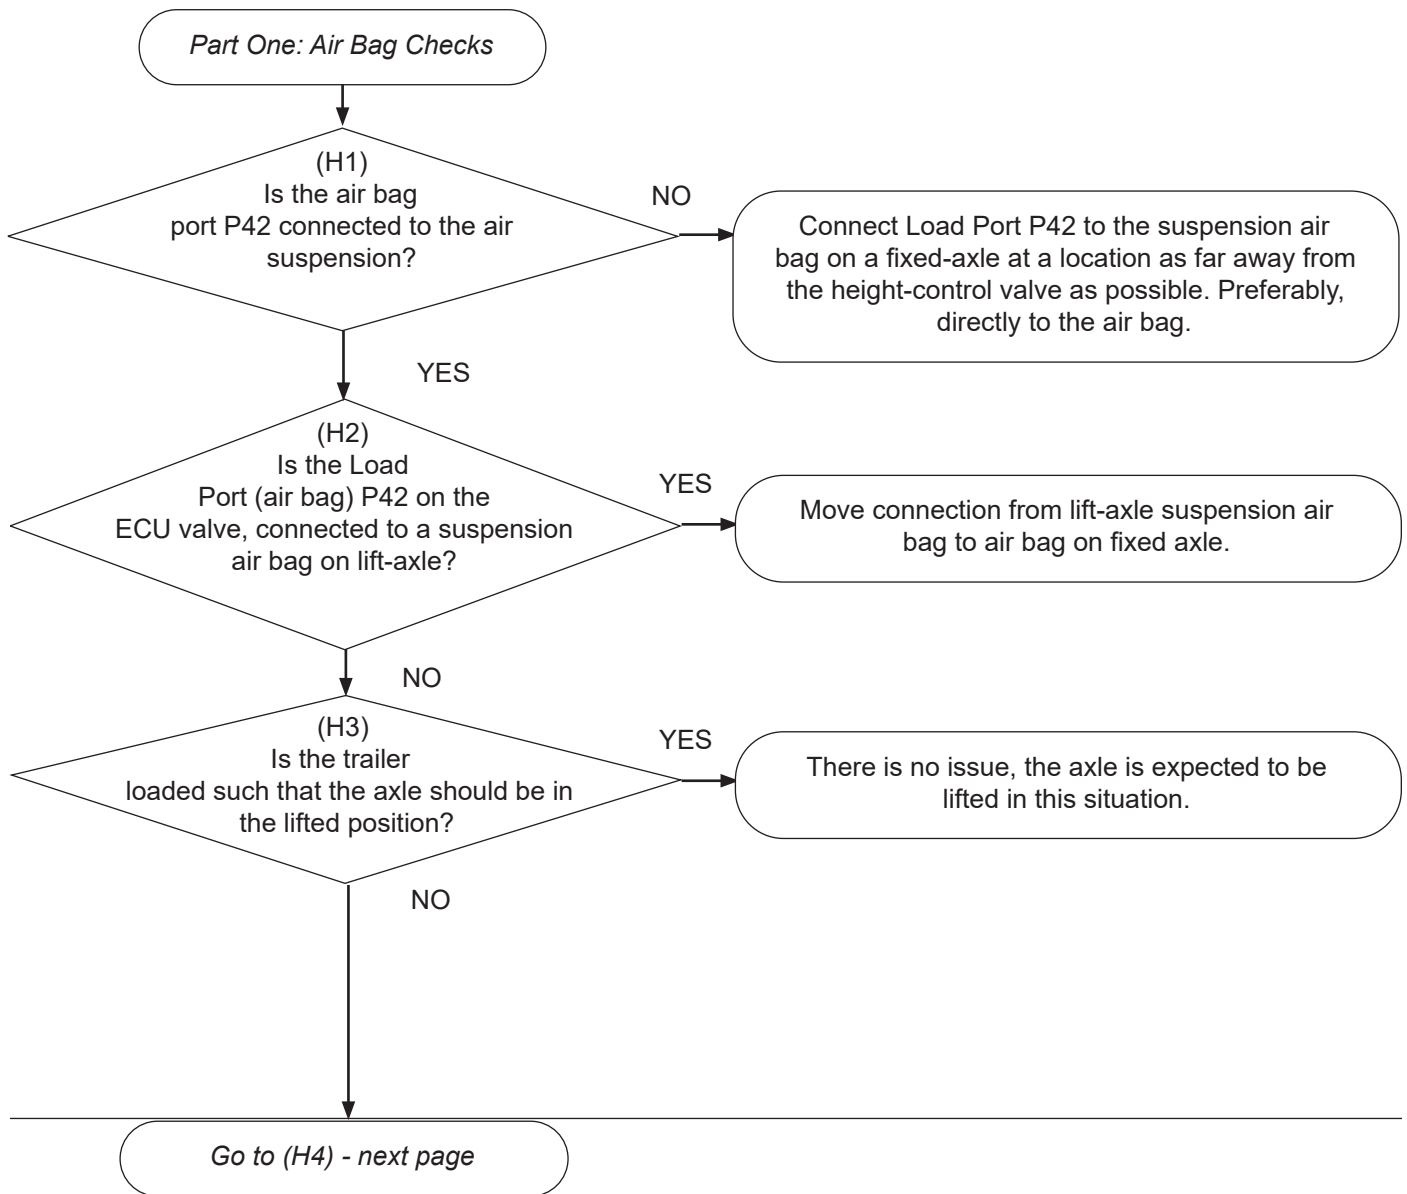 Part One: Air Bag Checks
(H1)
Is the air bag
port P42 connected to the air
suspension?
NO
Connect Load Port P42 to the suspension air
bag on a fixed-axle at a location as far away from
the height-control valve as possible. Preferably,
directly to the air bag.
YES
(H2)
Is the Load
Port (air bag) P42 on the
ECU valve, connected to a suspension
air bag on lift-axle?
YES
Move connection from lift-axle suspension air
bag to air bag on fixed axle.
NO
(H3)
Is the trailer
loaded such that the axle should be in
the lifted position?
YES
There is no issue, the axle is expected to be
lifted in this situation.
NO
Go to (H4) - next page